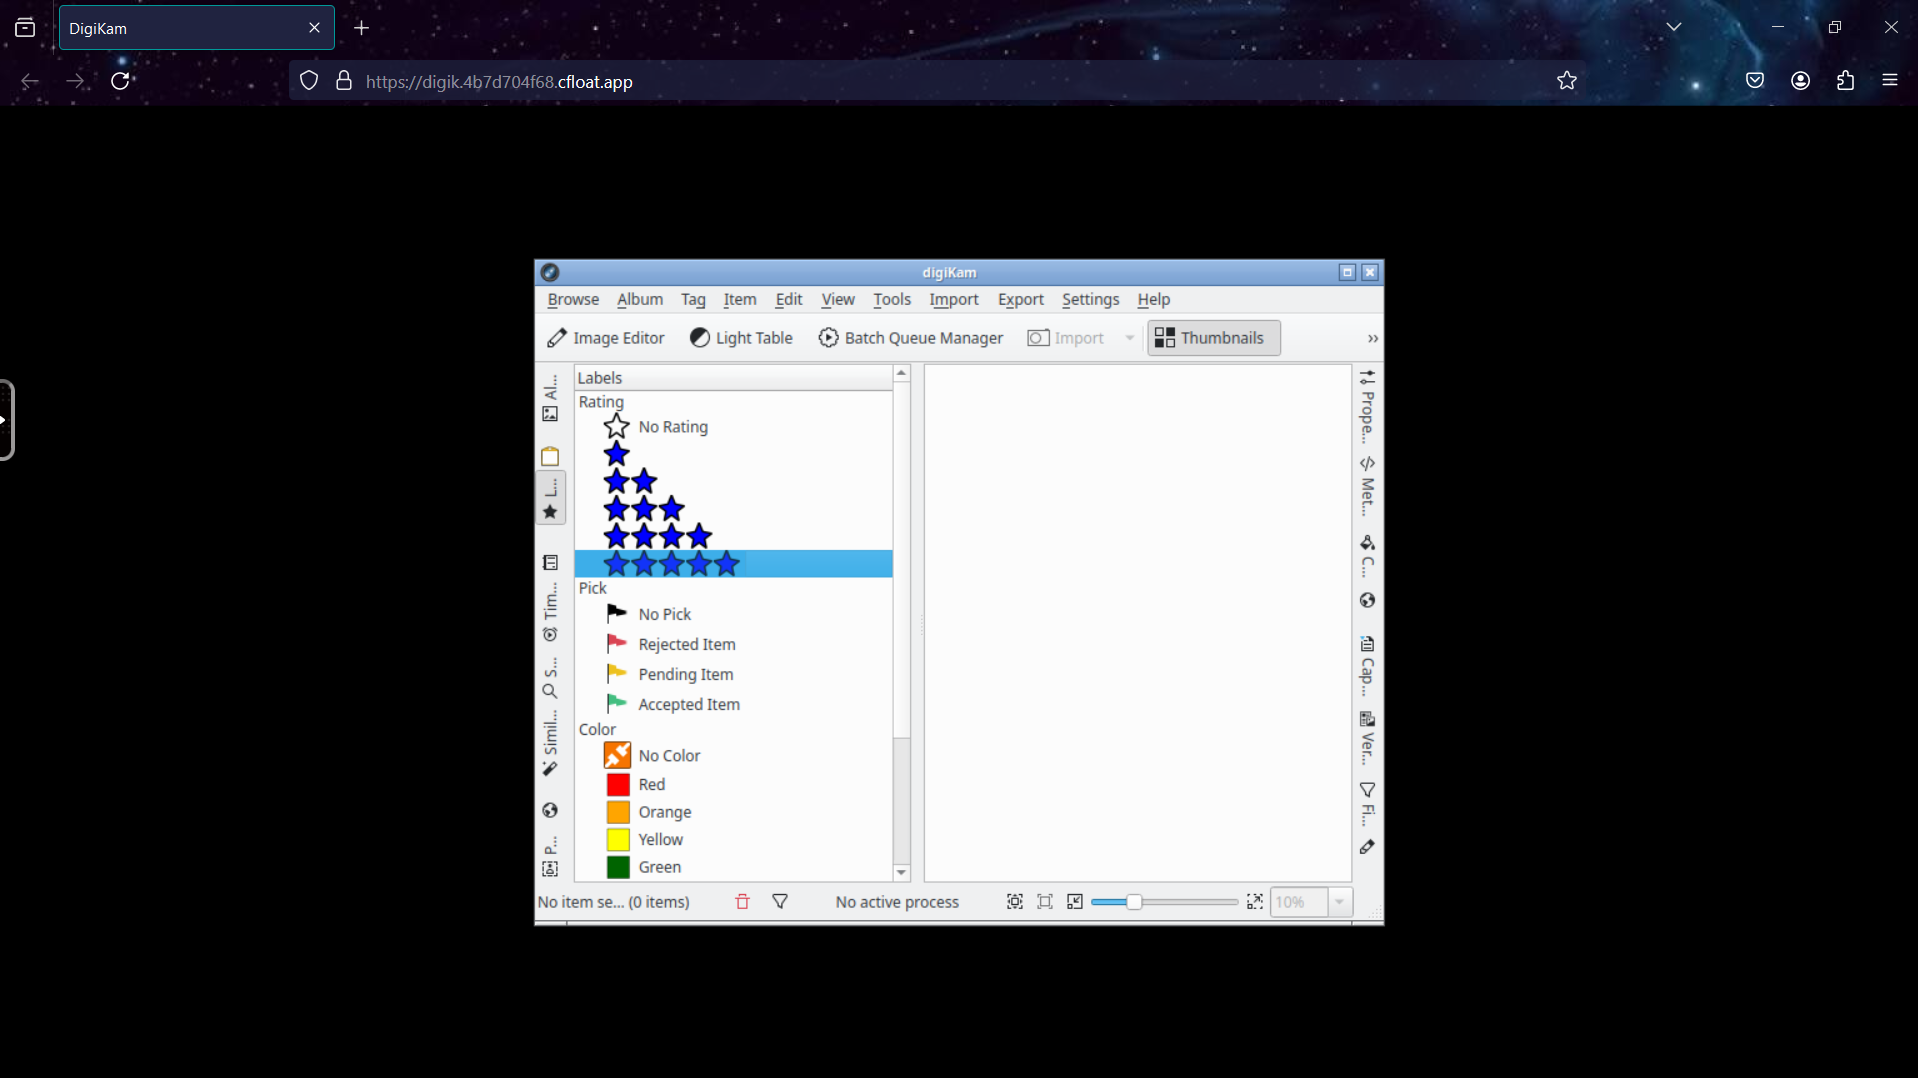 DigiKam
https://digik.4b7d704f68.cfloat.app
digiKam
Browse Album Tag Item Edit View Tools Import Export Settings Help
Image Editor Light Table Batch Queue Manager Import Thumbnails »
Labels
Rating
No Rating
Pick
No Pick
Rejected Item
Pending Item
Accepted Item
Color
No Color
Red
Orange
Yellow
Green
Al...
L...
Tim...
S...
Simil...
P...
Prope...
Met...
C...
Cap...
Ver...
Fi...
No item se... (0 items) No active process 10%